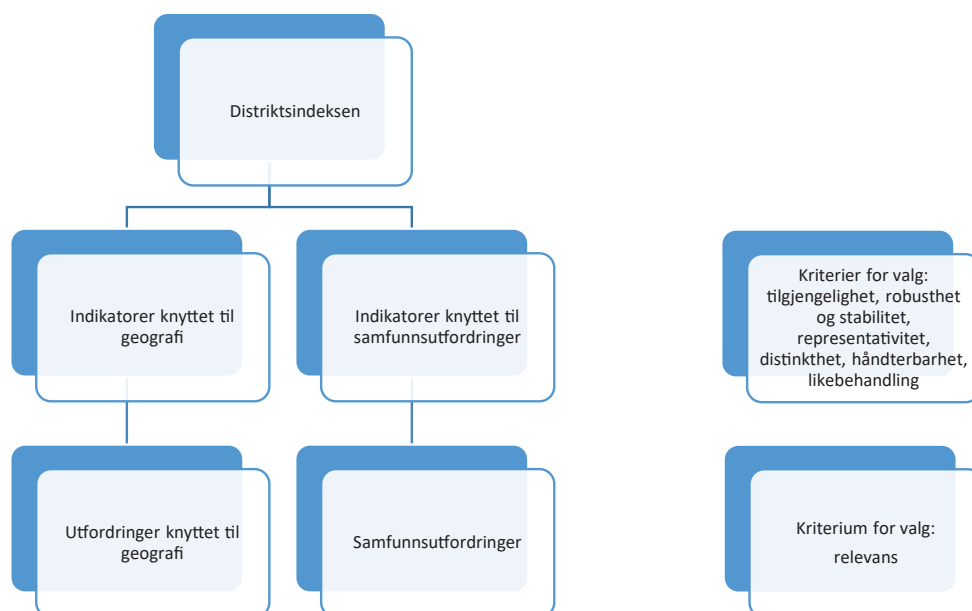 Distriktsindeksen
Indikatorer knyttet til
geografi
Indikatorer knyttet til
samfunnsutfordringer
Kriterier for valg:
tilgjengelighet, robusthet
og stabilitet,
representativitet,
distinkthet, håndterbarhet,
likebehandling
Utfordringer knyttet til
geografi
Samfunnsutfordringer
Kriterium for valg:
relevans